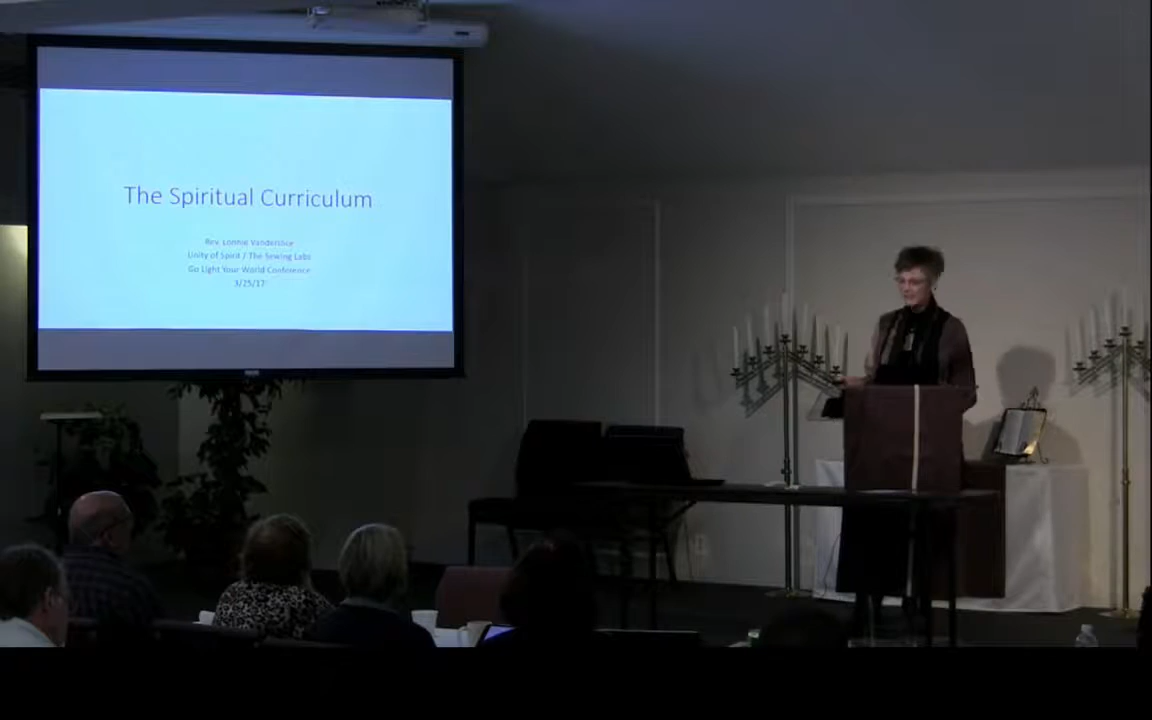 The Spiritual Curriculum
Rev. Lonnie Vanderslice
Unity of Spirit / The Sewing Labs
Go Light Your World Conference
3/25/17